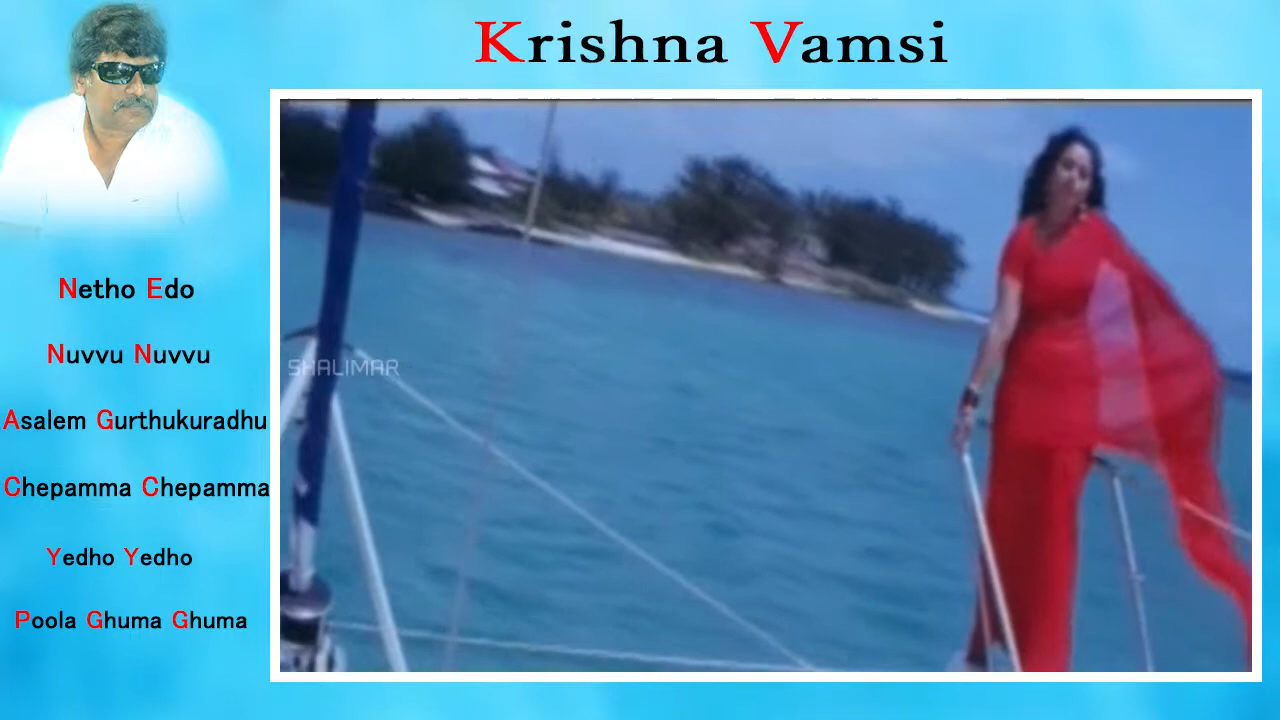 Krishna Vamsi
Netho Edo
Nuvvu Nuvvu
SHALIMAR
Asalem Gurthukuradhu
Chepamma Chepamma
Yedho Yedho
Poola Ghuma Ghuma